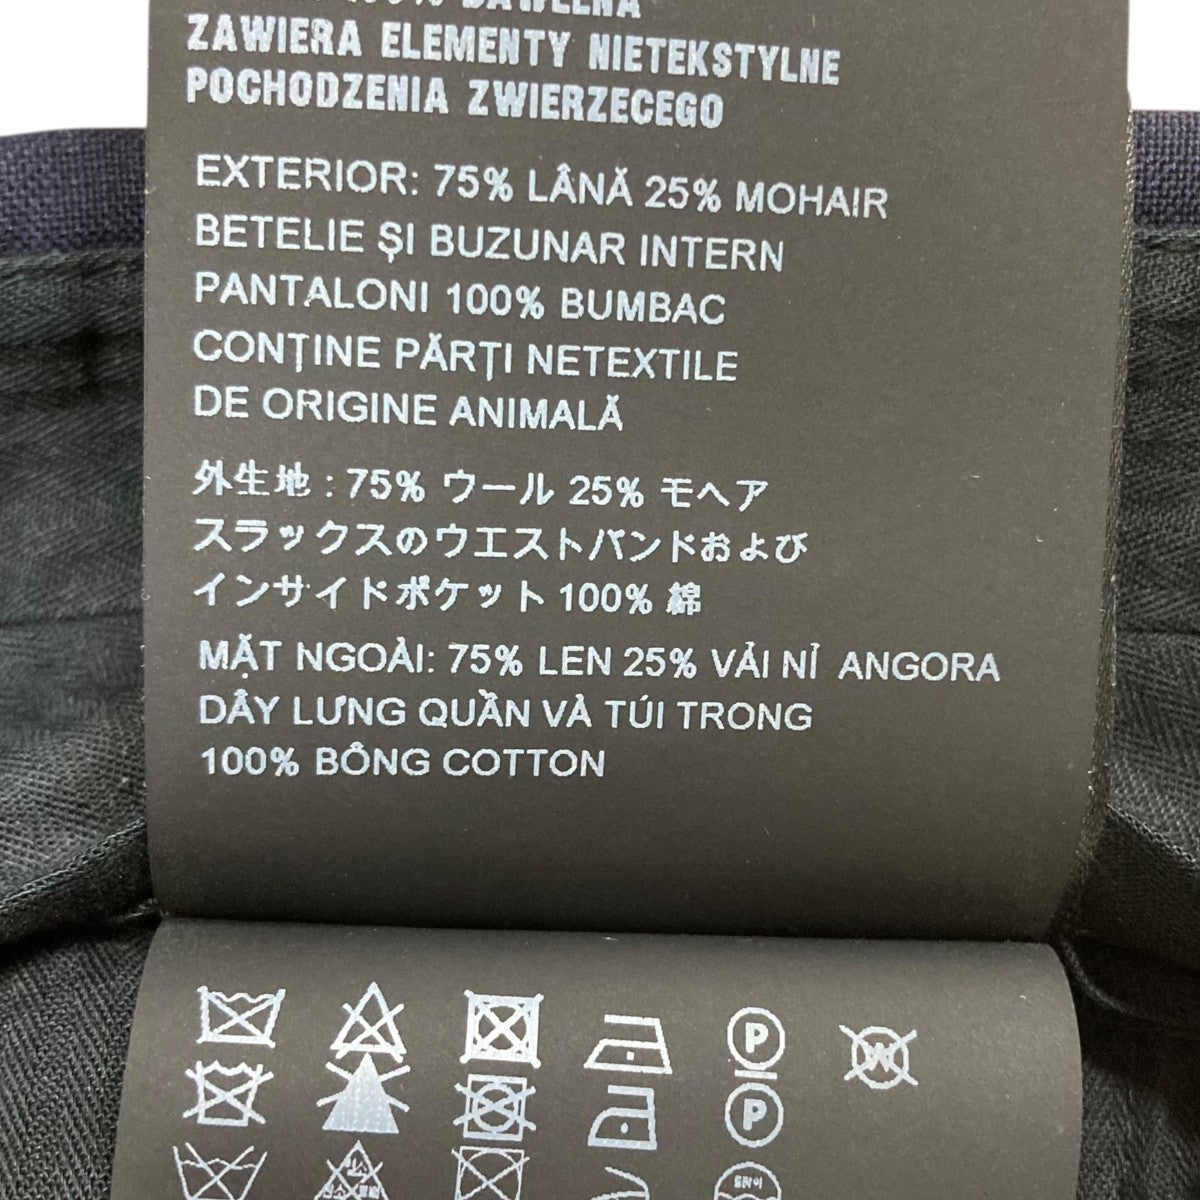 100% BAWEŁNA
ZAWIERA ELEMENTY NIETEKSTYLNE
POCHODZENIA ZWIERZECEGO
EXTERIOR: 75% LÂNĂ 25% MOHAIR
BETELIE ȘI BUZUNAR INTERN
PANTALONI 100% BUMBAC
CONȚINE PĂRȚI NETEXTILE
DE ORIGINE ANIMALĂ
外生地 : 75% ウール 25% モヘア
スラックスのウエストバンドおよび
インサイドポケット 100% 綿
MẶT NGOÀI: 75% LEN 25% VẢI NỈ ANGORA
DÂY LƯNG QUẦN VÀ TÚI TRONG
100% BÔNG COTTON
P
W
P